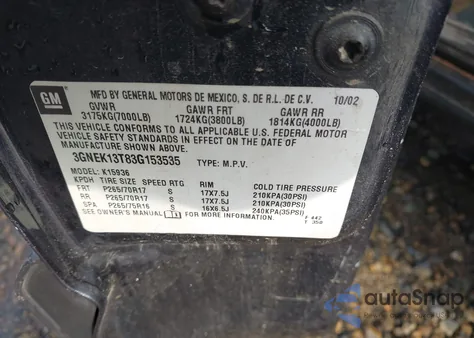 GM
MFD BY GENERAL MOTORS DE MEXICO, S. DE R.L. DE C.V. 10/02
GVWR GAWR FRT GAWR RR
3175KG(7000LB) 1724KG(3800LB) 1814KG(4000LB)
THIS VEHICLE CONFORMS TO ALL APPLICABLE U.S. FEDERAL MOTOR
VEHICLE SAFETY STANDARDS IN EFFECT ON THE DATE OF
MANUFACTURE SHOWN ABOVE.
3GNEK13T83G153535 TYPE: M.P.V.
MODEL: K15936
KPDH TIRE SIZE SPEED RTG RIM COLD TIRE PRESSURE
FRT P265/70R17 S 17X7.5J 210KPA(30PSI)
RR P265/70R17 S 17X7.5J 210KPA(30PSI)
SPA P265/75R16 S 16X6.5J 240KPA(35PSI)
SEE OWNER'S MANUAL FOR MORE INFORMATION
F 442
T 358
autoSnap